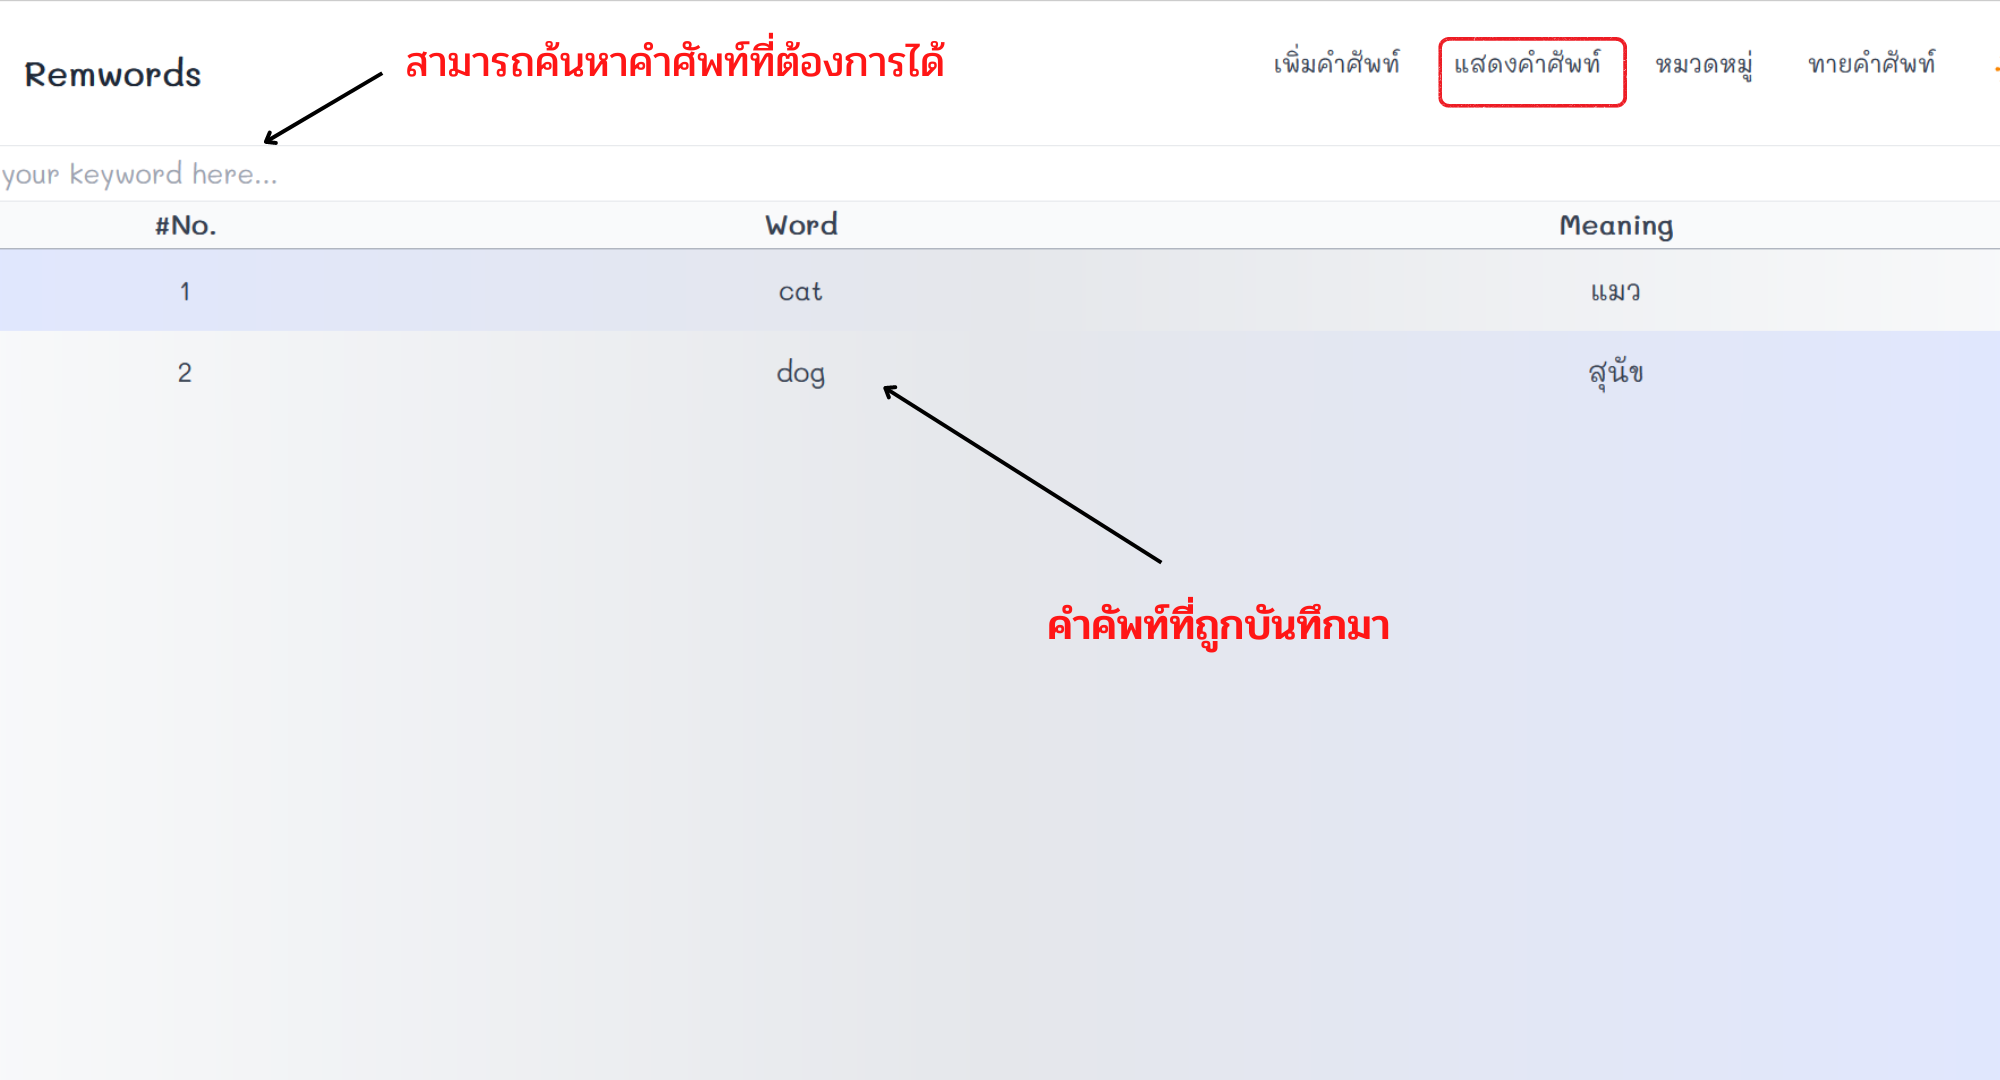 Remwords
สามารถค้นหาคำศัพท์ที่ต้องการได้
เพิ่มคำศัพท์ แสดงคำศัพท์ หมวดหมู่ ทายคำศัพท์
your keyword here...
#No. Word Meaning
1 cat แมว
2 dog สุนัข
คำคัพท์ที่ถูกบันทึกมา